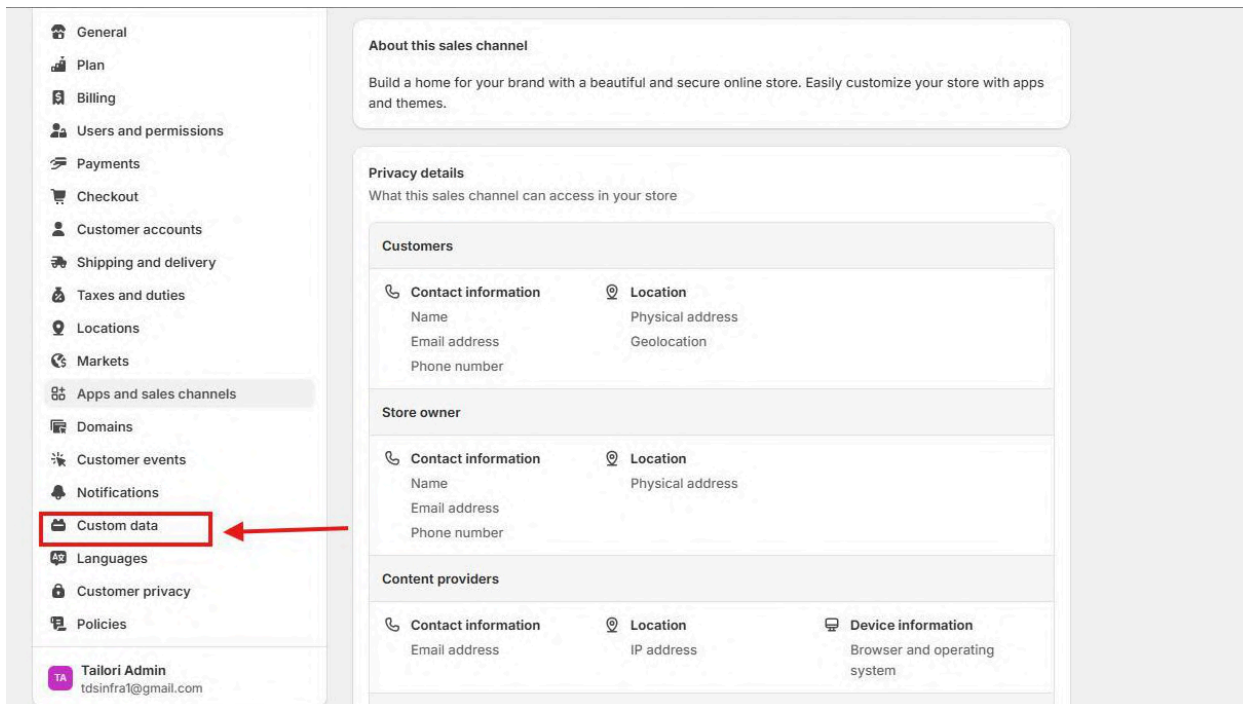 General
Plan
Billing
Users and permissions
Payments
Checkout
Customer accounts
Shipping and delivery
Taxes and duties
Locations
Markets
Apps and sales channels
Domains
Customer events
Notifications
Custom data
Languages
Customer privacy
Policies
TA
Tailori Admin
tdsinfra1@gmail.com
About this sales channel
Build a home for your brand with a beautiful and secure online store. Easily customize your store with apps
and themes.
Privacy details
What this sales channel can access in your store
Customers
Contact information
Name
Email address
Phone number
Location
Physical address
Geolocation
Store owner
Contact information
Name
Email address
Phone number
Location
Physical address
Content providers
Contact information
Email address
Location
IP address
Device information
Browser and operating
system